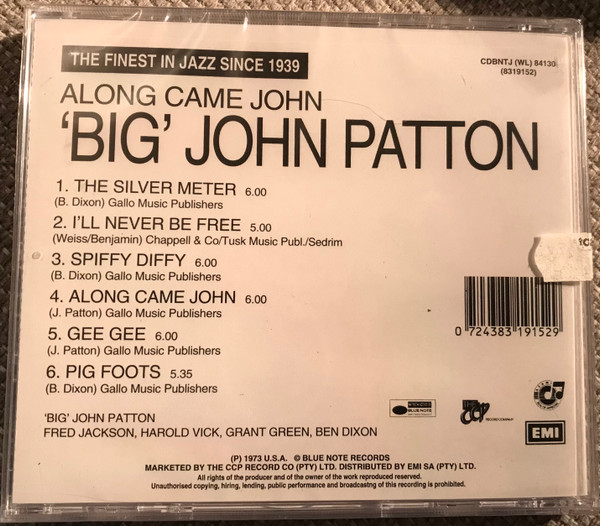 THE FINEST IN JAZZ SINCE 1939
CDBNTJ (WL) 84130
(8319152)
ALONG CAME JOHN
'BIG' JOHN PATTON
1. THE SILVER METER 6.00
(B. Dixon) Gallo Music Publishers
2. I'LL NEVER BE FREE 5.00
(Weiss/Benjamin) Chappell & Co/Tusk Music Publ./Sedrim
3. SPIFFY DIFFY 6.00
(B. Dixon) Gallo Music Publishers
4. ALONG CAME JOHN 6.00
(J. Patton) Gallo Music Publishers
5. GEE GEE 6.00
(J. Patton) Gallo Music Publishers
6. PIG FOOTS 5.35
(B. Dixon) Gallo Music Publishers
0 724383 191529
'BIG' JOHN PATTON
FRED JACKSON, HAROLD VICK, GRANT GREEN, BEN DIXON
BLUE NOTE
CCP
RECORD COMPANY
EMI
(P) 1973 U.S.A. © BLUE NOTE RECORDS
MARKETED BY THE CCP RECORD CO (PTY) LTD. DISTRIBUTED BY EMI SA (PTY) LTD.
All rights of the producer and of the owner of the work reproduced reserved.
Unauthorised copying, hiring, lending, public performance and broadcastng of this recording is prohibited.